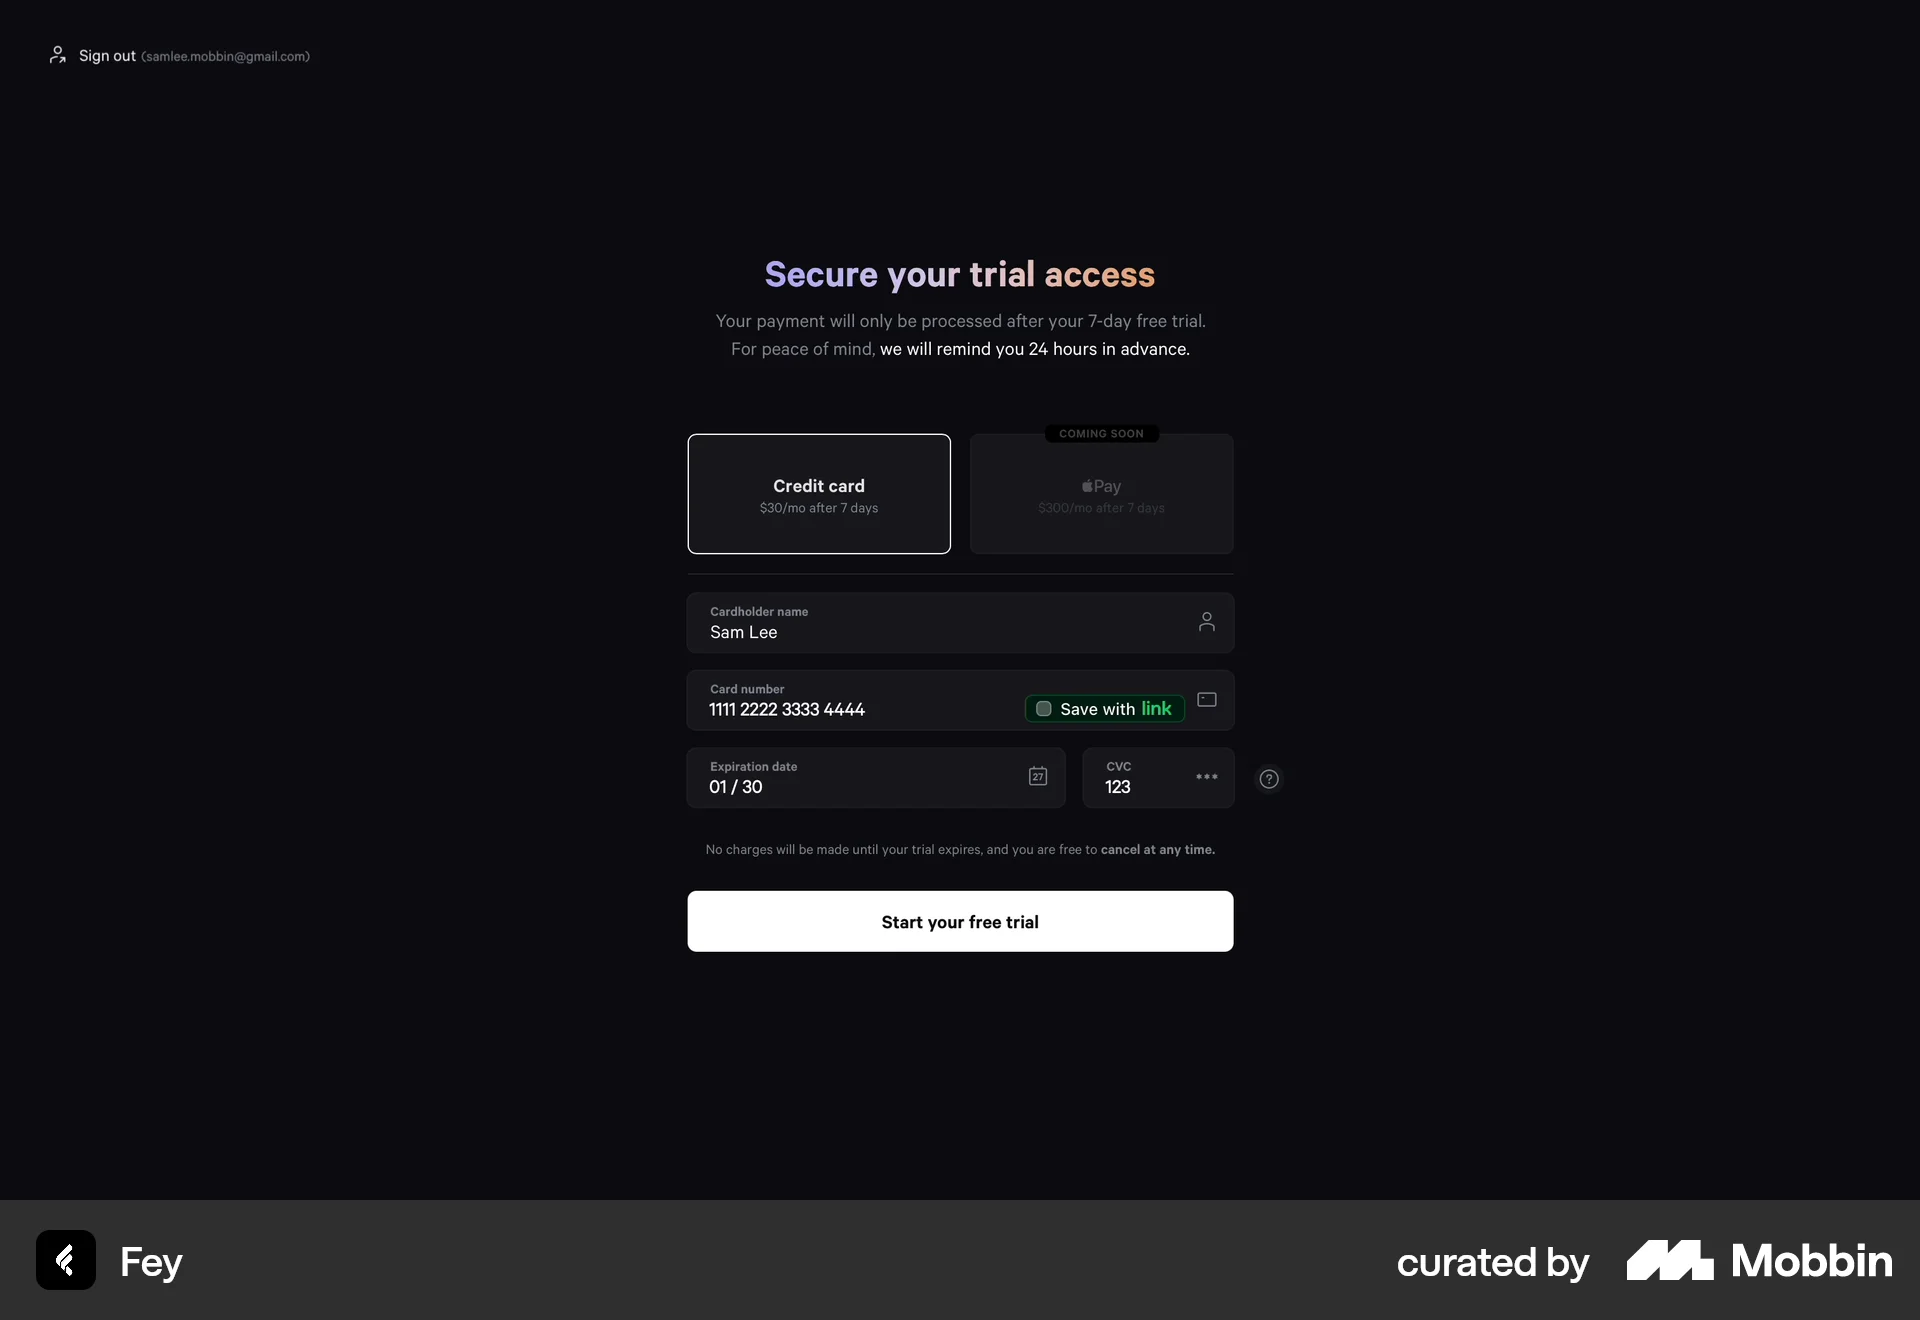 Sign out (samlee.mobbin@gmail.com)
Secure your trial access
Your payment will only be processed after your 7-day free trial.
For peace of mind, we will remind you 24 hours in advance.
Credit card
$30/mo after 7 days
COMING SOON
Pay
$300/mo after 7 days
Cardholder name
Sam Lee
Card number
1111 2222 3333 4444
Save with link
Expiration date
01 / 30
27
CVC
123
***
?
No charges will be made until your trial expires, and you are free to cancel at any time.
Start your free trial
Fey
curated by Mobbin